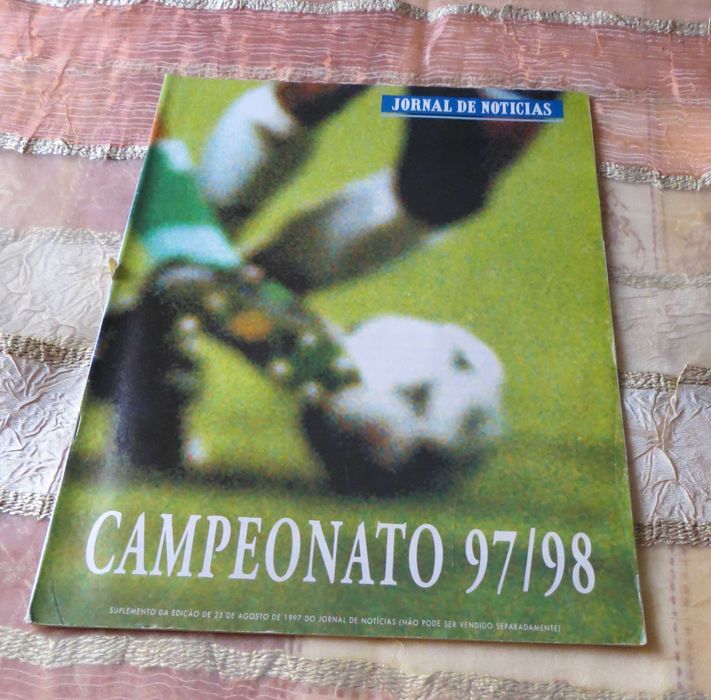 JORNAL DE NOTÍCIAS
CAMPEONATO 97/98
SUPLEMENTO DA EDIÇÃO DE 23 DE AGOSTO DE 1997 DO JORNAL DE NOTÍCIAS (NÃO PODE SER VENDIDO SEPARADAMENTE)